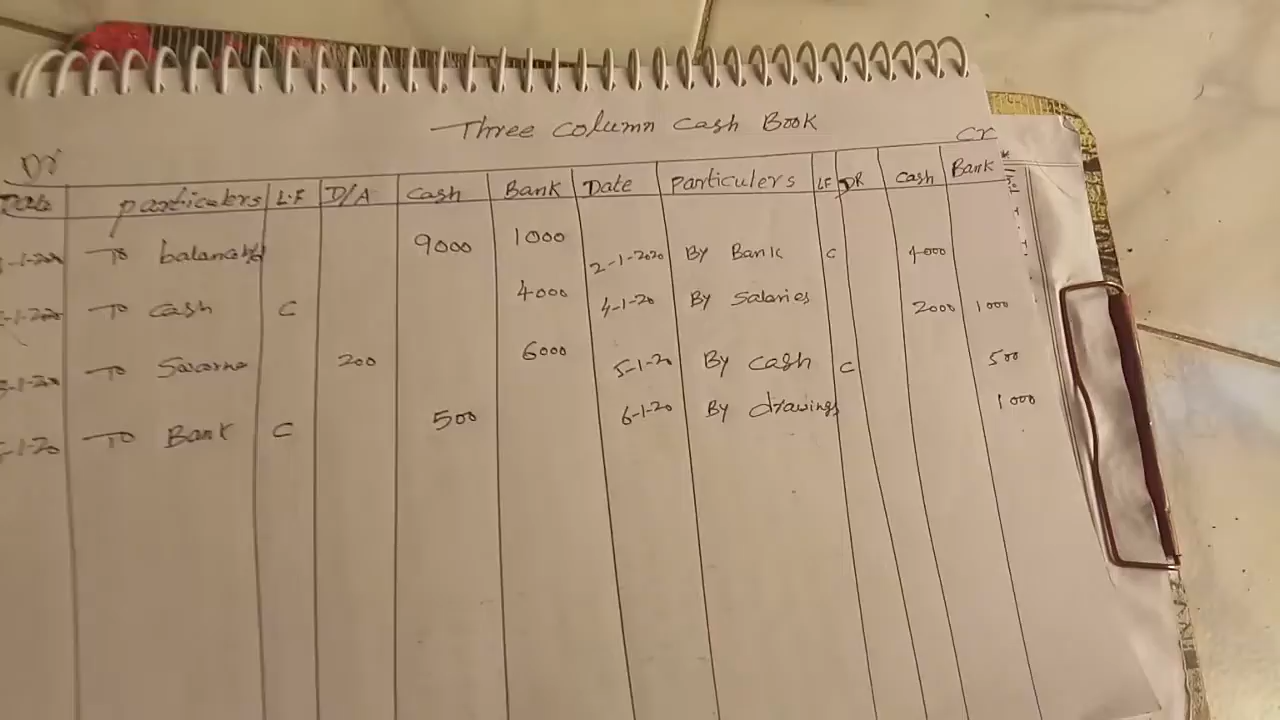 Three Column Cash Book
Dr Cr
Date particulers L.F D/A Cash Bank Date particulers LF DR Cash Bank
To balance b/d 9000 1000 2-1-2020 By Bank C 4000
To Cash C 4000 4-1-20 By Salaries 2000 1000
To 200 6000 5-1-20 By cash C 500
To Bank C 500 6-1-20 By drawings 1000